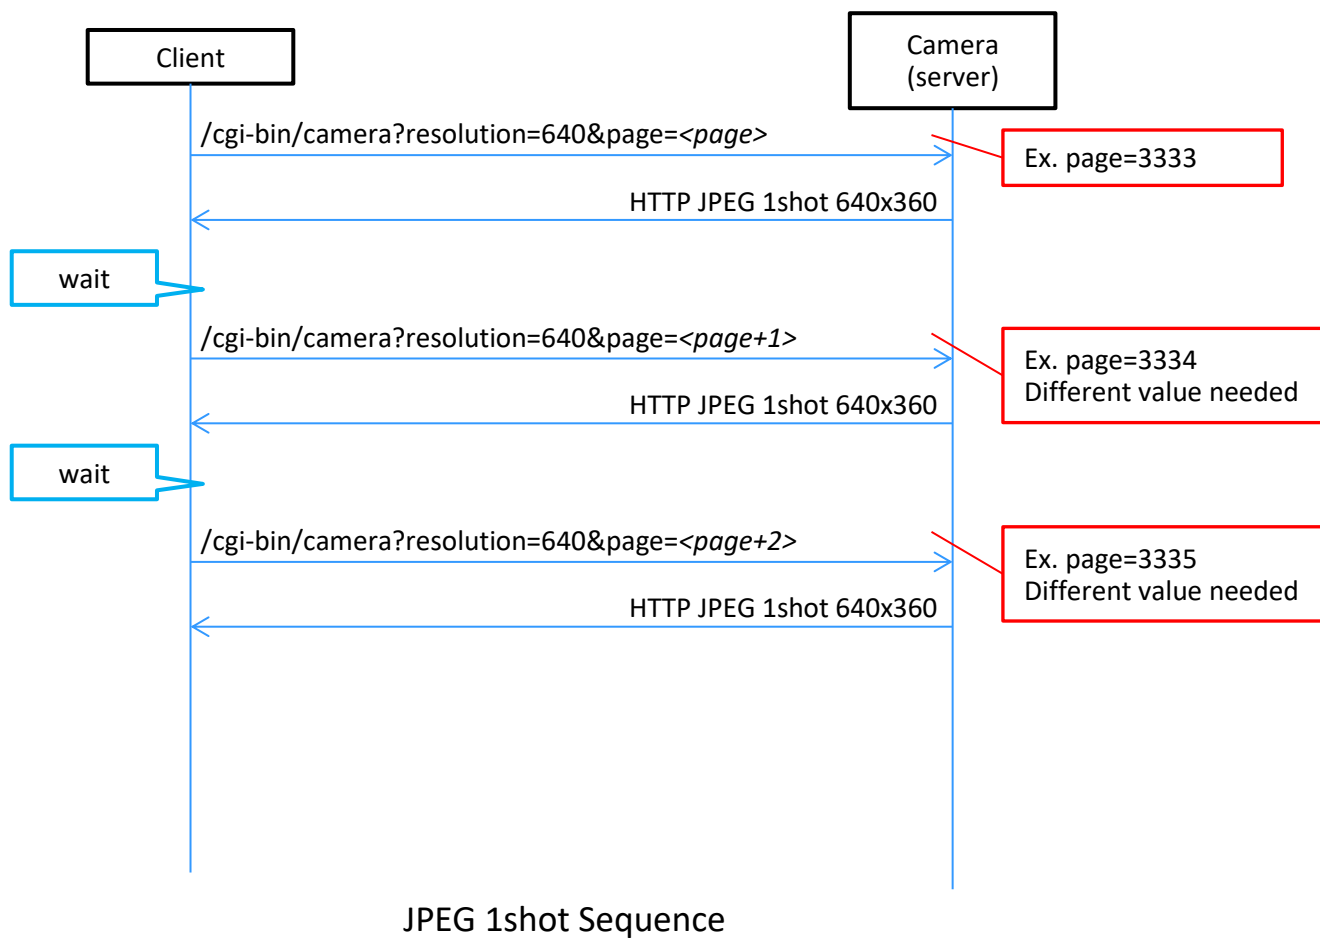 Client
Camera
(server)
/cgi-bin/camera?resolution=640&page=<page>
Ex. page=3333
HTTP JPEG 1shot 640x360
wait
/cgi-bin/camera?resolution=640&page=<page+1>
Ex. page=3334
Different value needed
HTTP JPEG 1shot 640x360
wait
/cgi-bin/camera?resolution=640&page=<page+2>
Ex. page=3335
Different value needed
HTTP JPEG 1shot 640x360
JPEG 1shot Sequence